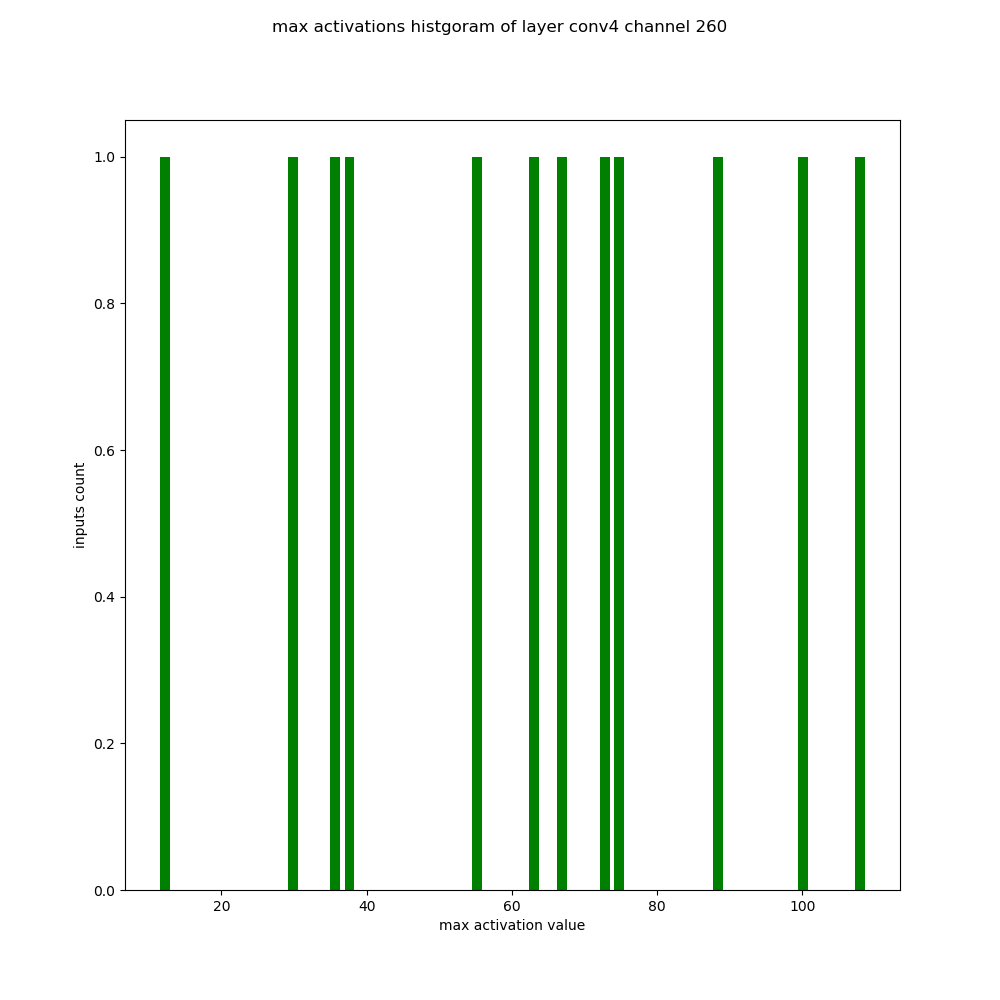 max activations histgoram of layer conv4 channel 260
1.0
0.8
0.6
0.4
0.2
0.0
inputs count
20 40 60 80 100
max activation value